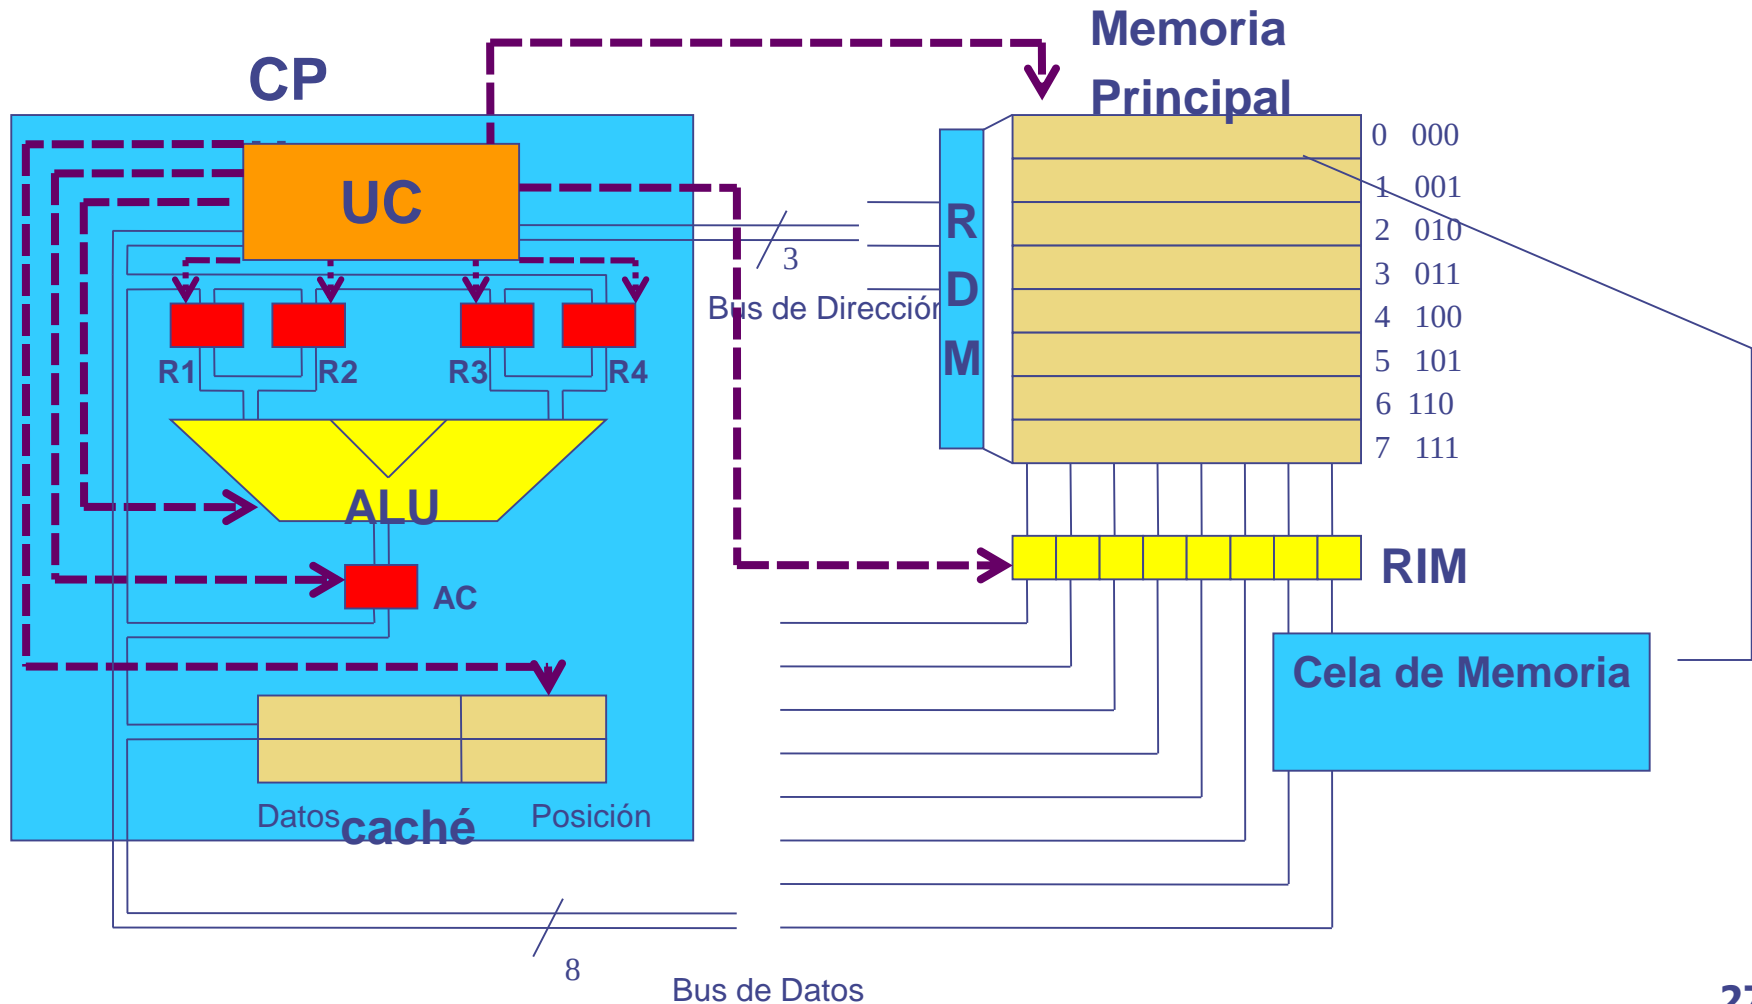 Memoria
Principal
CP
UC
R1
R2
R3
R4
ALU
AC
Datos
caché
Posición
3
Bus de Dirección
R
D
M
0 000
1 001
2 010
3 011
4 100
5 101
6 110
7 111
RIM
Cela de Memoria
8
Bus de Datos
27